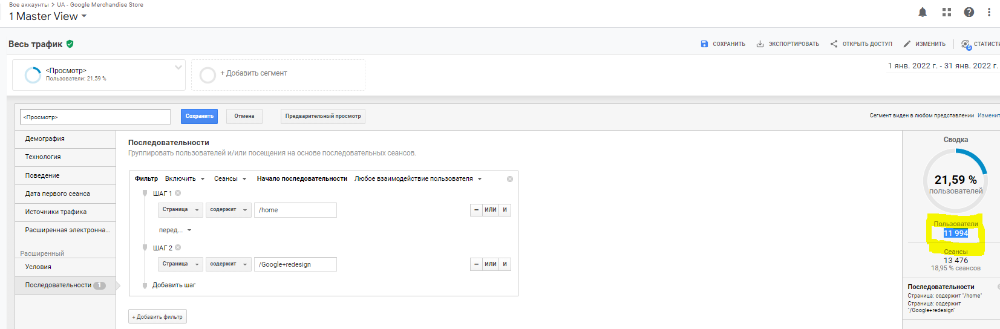 Все аккаунты > UA - Google Merchandise Store
1 Master View
Весь трафик
СОХРАНИТЬ
ЭКСПОРТИРОВАТЬ
ОТКРЫТЬ ДОСТУП
ИЗМЕНИТЬ
5
СТАТИСТИ
<Просмотр>
Пользователи: 21,59 %
+ Добавить сегмент
1 янв. 2022 г. - 31 янв. 2022 г.
<Просмотр>
Сохранить
Отмена
Предварительный просмотр
Сегмент виден в любом представлении Изменит
Демография
Технология
Поведение
Дата первого сеанса
Источники трафика
Расширенная электронна...
Расширенный
Условия
Последовательности 1
Последовательности
Группировать пользователей и/или посещения на основе последовательных сеансов.
Фильтр Включить Сеансы Начало последовательности Любое взаимодействие пользователя
ШАГ 1
Страница содержит /home
– ИЛИ И
перед...
ШАГ 2
Страница содержит /Google+redesign
– ИЛИ И
Добавить шаг
+ Добавить фильтр
Сводка
21,59 %
пользователей
Пользователи
11 994
Сеансы
13 476
18,95 % сеансов
Последовательности
Страница: содержит "/home"
Страница: содержит
"/Google+redesign"